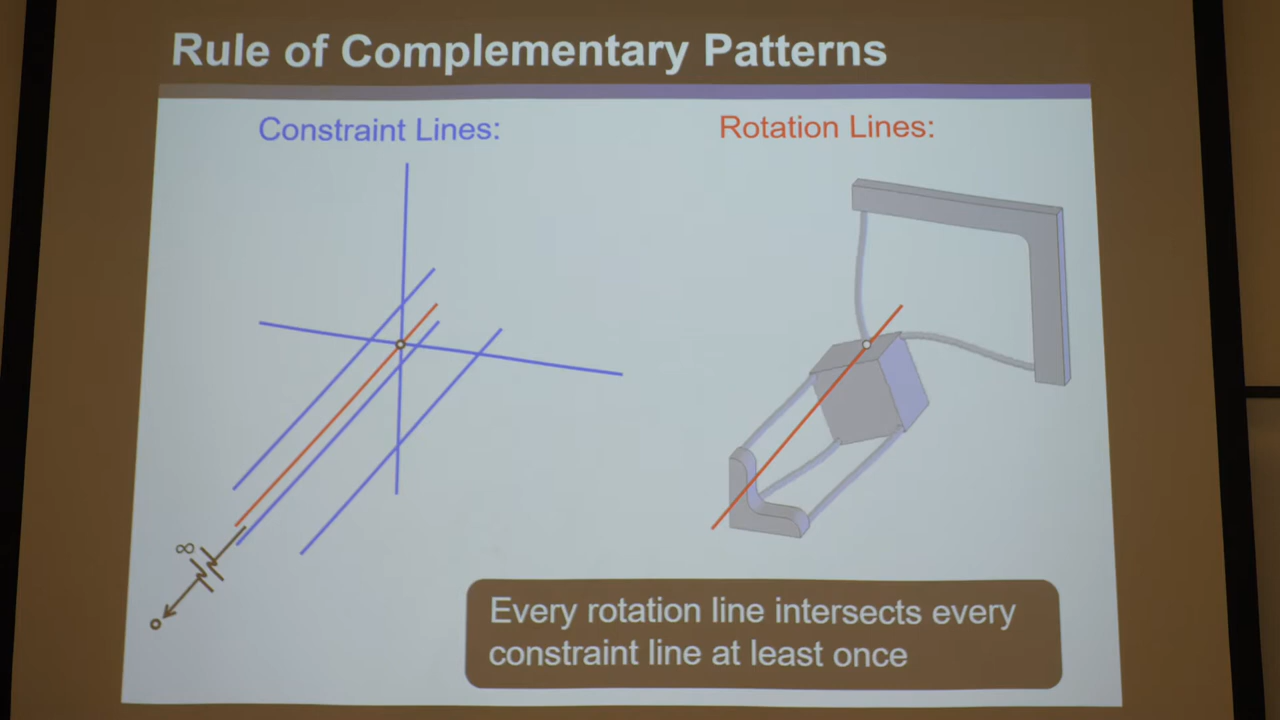 Rule of Complementary Patterns
Constraint Lines:
Rotation Lines:
∞
Every rotation line intersects every
constraint line at least once